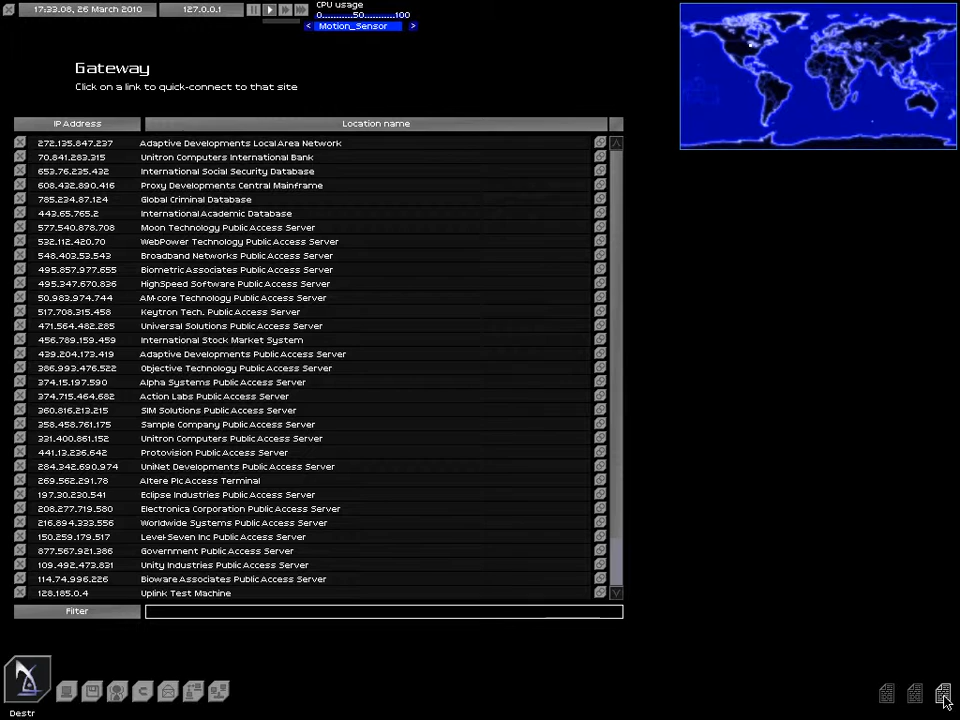 17:39.08, 26 March 2010
127.0.0.1
CPU usage
0...........50...........100
< Motion_Sensor >
Gateway
Click on a link to quick-connect to that site
IP Address Location name
272.135.847.237 Adaptive Developments Local Area Network
70.841.283.315 Unitron Computers International Bank
653.76.235.432 International Social Security Database
608.432.890.416 Proxy Developments Central Mainframe
785.234.87.124 Global Criminal Database
443.65.765.2 International Academic Database
577.540.878.708 Moon Technology Public Access Server
532.112.420.70 WebPower Technology Public Access Server
548.403.53.543 Broadband Networks Public Access Server
495.857.977.655 Biometric Associates Public Access Server
495.347.670.836 HighSpeed Software Public Access Server
50.983.974.744 AM-core Technology Public Access Server
517.708.315.458 Keytron Tech. Public Access Server
471.564.482.285 Universal Solutions Public Access Server
456.789.159.459 International Stock Market System
439.204.173.419 Adaptive Developments Public Access Server
386.993.476.522 Objective Technology Public Access Server
374.15.197.590 Alpha Systems Public Access Server
374.715.464.682 Action Labs Public Access Server
360.816.213.215 SIM Solutions Public Access Server
358.458.761.175 Sample Company Public Access Server
331.400.861.152 Unitron Computers Public Access Server
441.13.236.642 Protovision Public Access Server
284.342.690.974 UniNet Developments Public Access Server
269.562.291.78 Altere Plc Access Terminal
197.30.230.541 Eclipse Industries Public Access Server
208.277.719.580 Electronica Corporation Public Access Server
216.894.333.556 Worldwide Systems Public Access Server
150.259.179.517 Level-Seven Inc Public Access Server
877.567.921.386 Government Public Access Server
109.492.473.831 Unity Industries Public Access Server
114.74.996.226 Bioware Associates Public Access Server
128.185.0.4 Uplink Test Machine
Filter
Destr